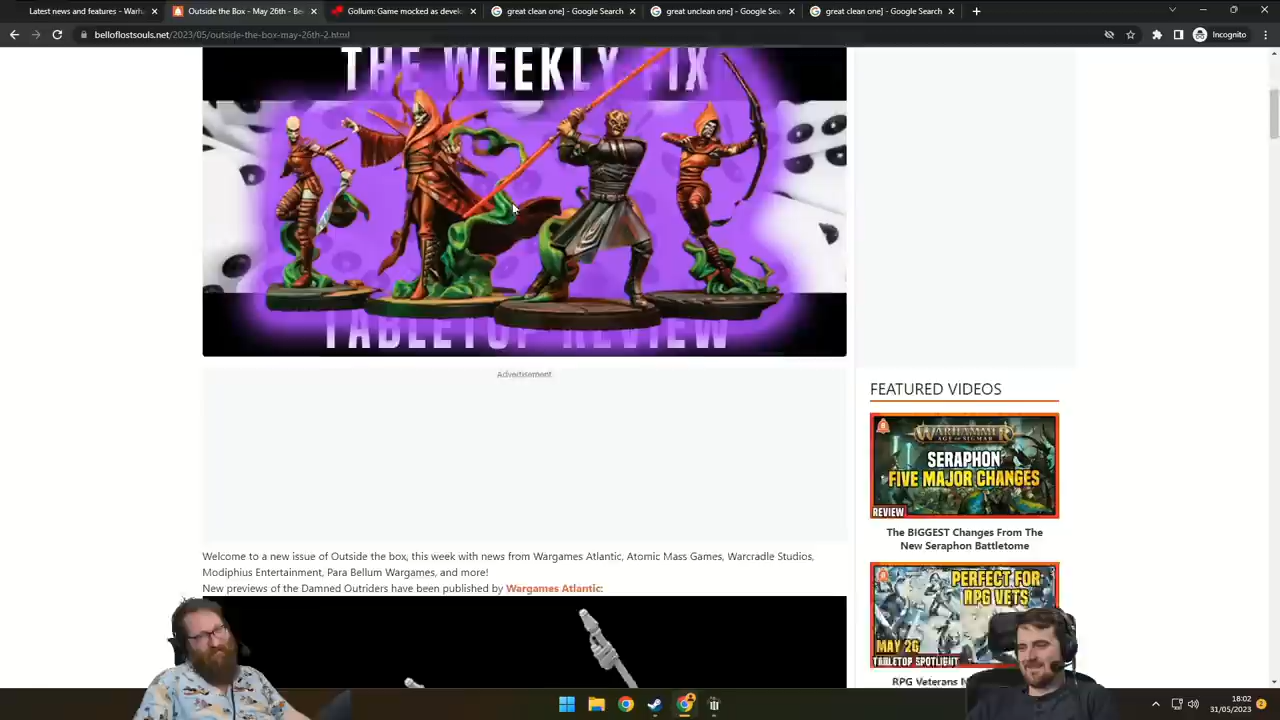 Latest news and features - Warh
Outside the Box - May 26th - Be
Gollum: Game mocked as develo
great clean one] - Google Search
great unclean one] - Google Se
great clean one] - Google Search
belloflostsouls.net/2023/05/outside-the-box-may-26th-2.html
Incognito
THE WEEKLY FIX
TABLETOP REVIEW
Advertisement
FEATURED VIDEOS
WARHAMMER
AGE OF SIGMAR
SERAPHON
FIVE MAJOR CHANGES
REVIEW
The BIGGEST Changes From The
New Seraphon Battletome
PERFECT FOR
RPG VETS
MAY 26
TABLETOP SPOTLIGHT
RPG Veterans
Welcome to a new issue of Outside the box, this week with news from Wargames Atlantic, Atomic Mass Games, Warcradle Studios,
Modiphius Entertainment, Para Bellum Wargames, and more!
New previews of the Damned Outriders have been published by Wargames Atlantic:
18:02
31/05/2023
2